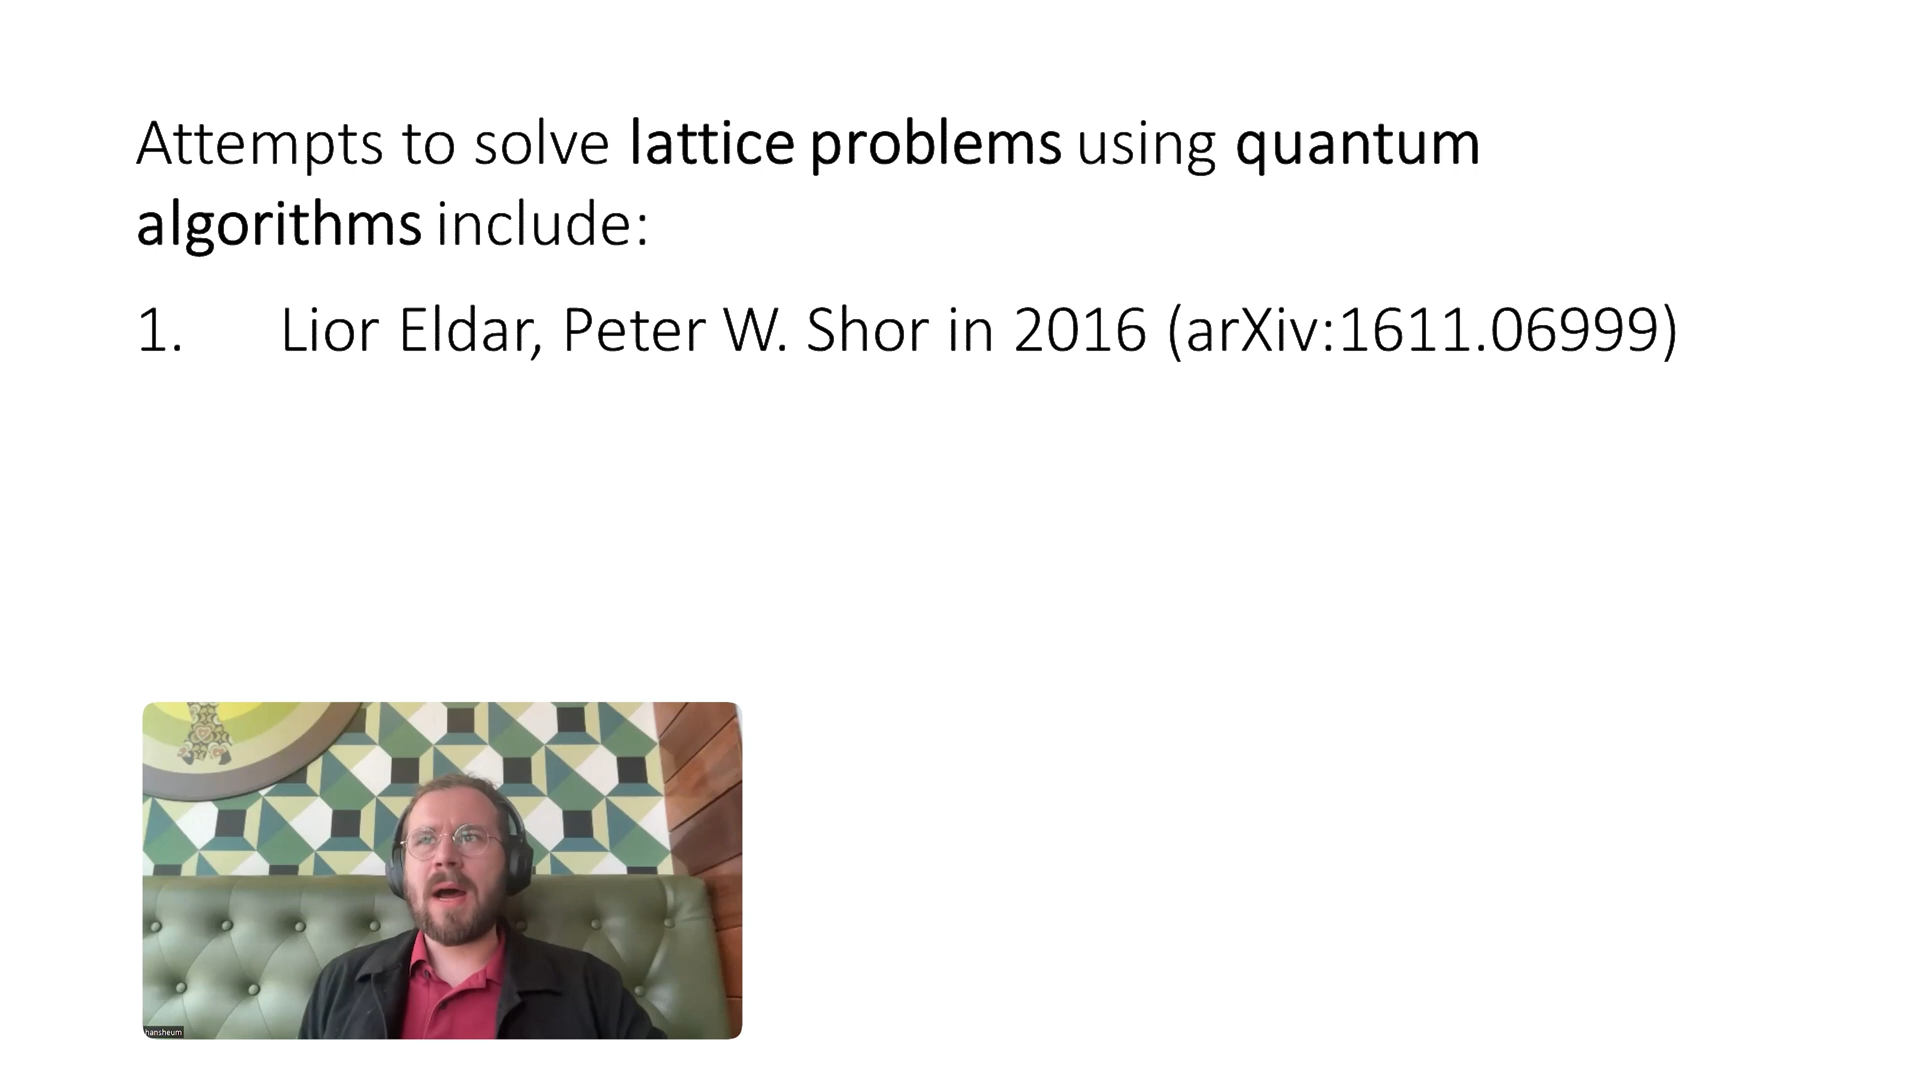 Attempts to solve lattice problems using quantum
algorithms include:
1. Lior Eldar, Peter W. Shor in 2016 (arXiv:1611.06999)
hansheum